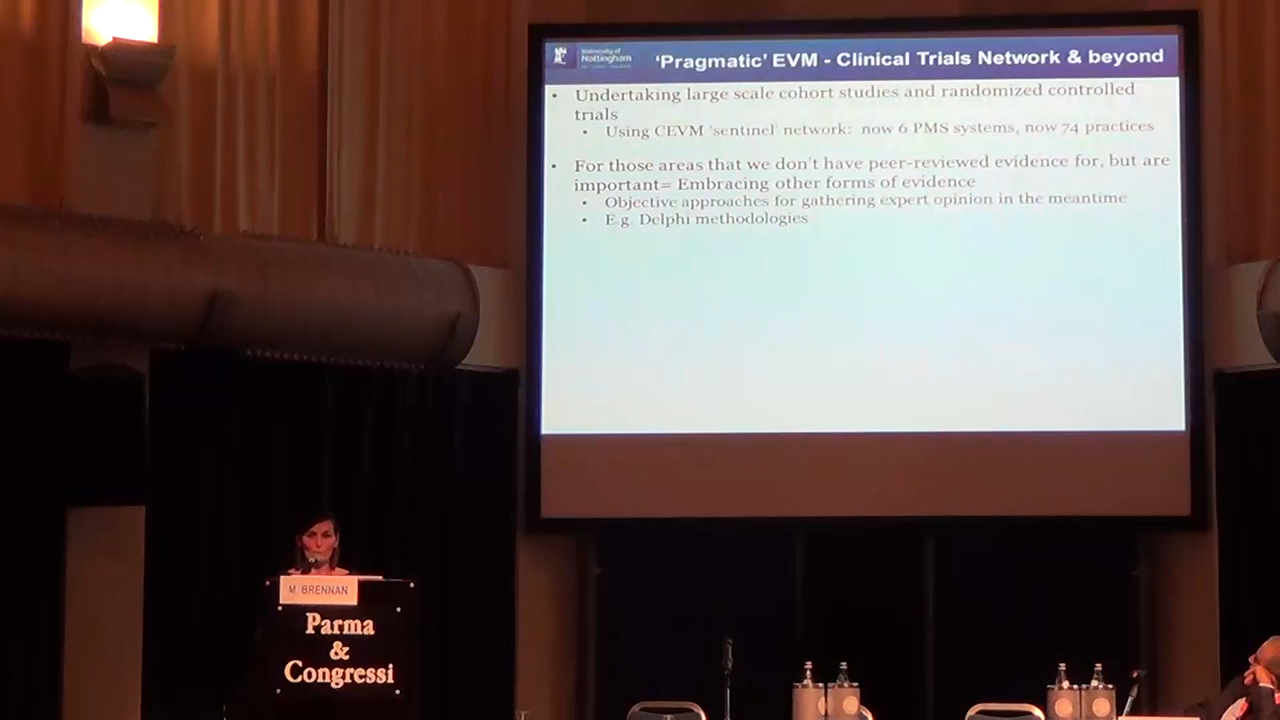 University of
Nottingham
'Pragmatic' EVM - Clinical Trials Network & beyond
• Undertaking large scale cohort studies and randomized controlled
trials
• Using CEVM 'sentinel' network: now 6 PMS systems, now 74 practices
• For those areas that we don't have peer-reviewed evidence for, but are
important= Embracing other forms of evidence
• Objective approaches for gathering expert opinion in the meantime
• E.g. Delphi methodologies
M. BRENNAN
Parma
&
Congressi